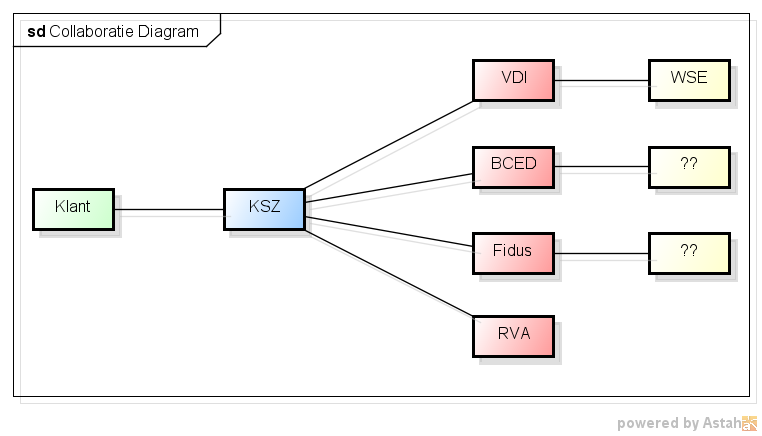 sd Collaboratie Diagram
VDI
WSE
BCED
??
Klant
KSZ
Fidus
??
RVA
powered by Astah